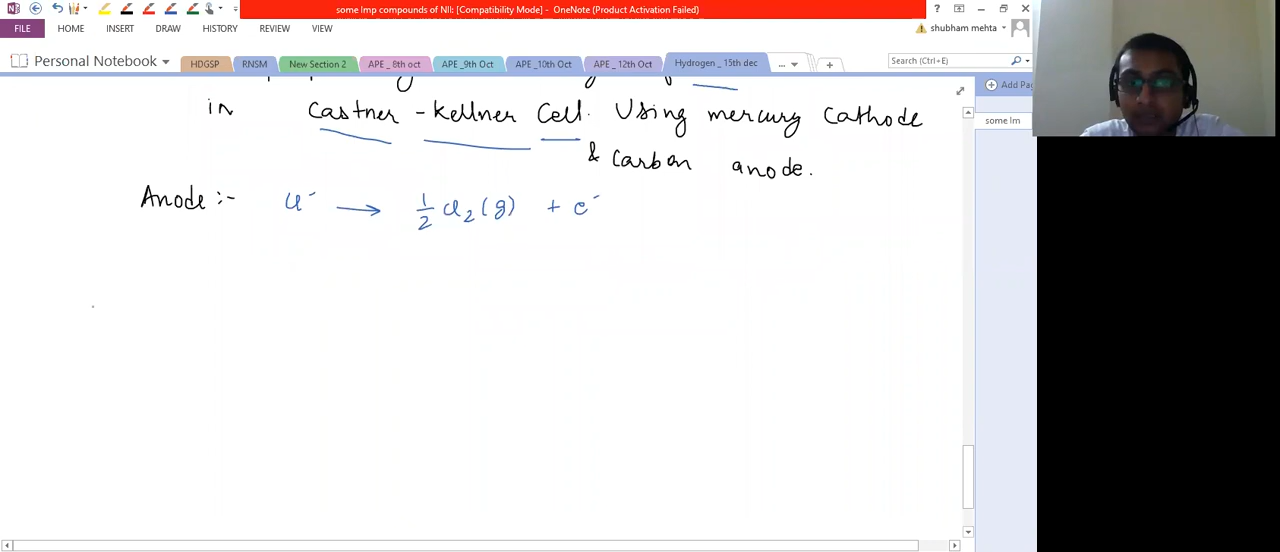 some Imp compounds of NII: [Compatibility Mode] - OneNote (Product Activation Failed)
FILE HOME INSERT DRAW HISTORY REVIEW VIEW
shubham mehta
Personal Notebook
HDGSP RNSM New Section 2 APE _ 8th oct APE _9th Oct APE _10th Oct APE _ 12th Oct Hydrogen _ 15th dec ...
Search (Ctrl+E)
Add Pag
some Im
in Castner - Kellner Cell. Using mercury Cathode
& Carbon anode.
Anode :- Cl⁻ → 1/2 Cl₂ (g) + e⁻